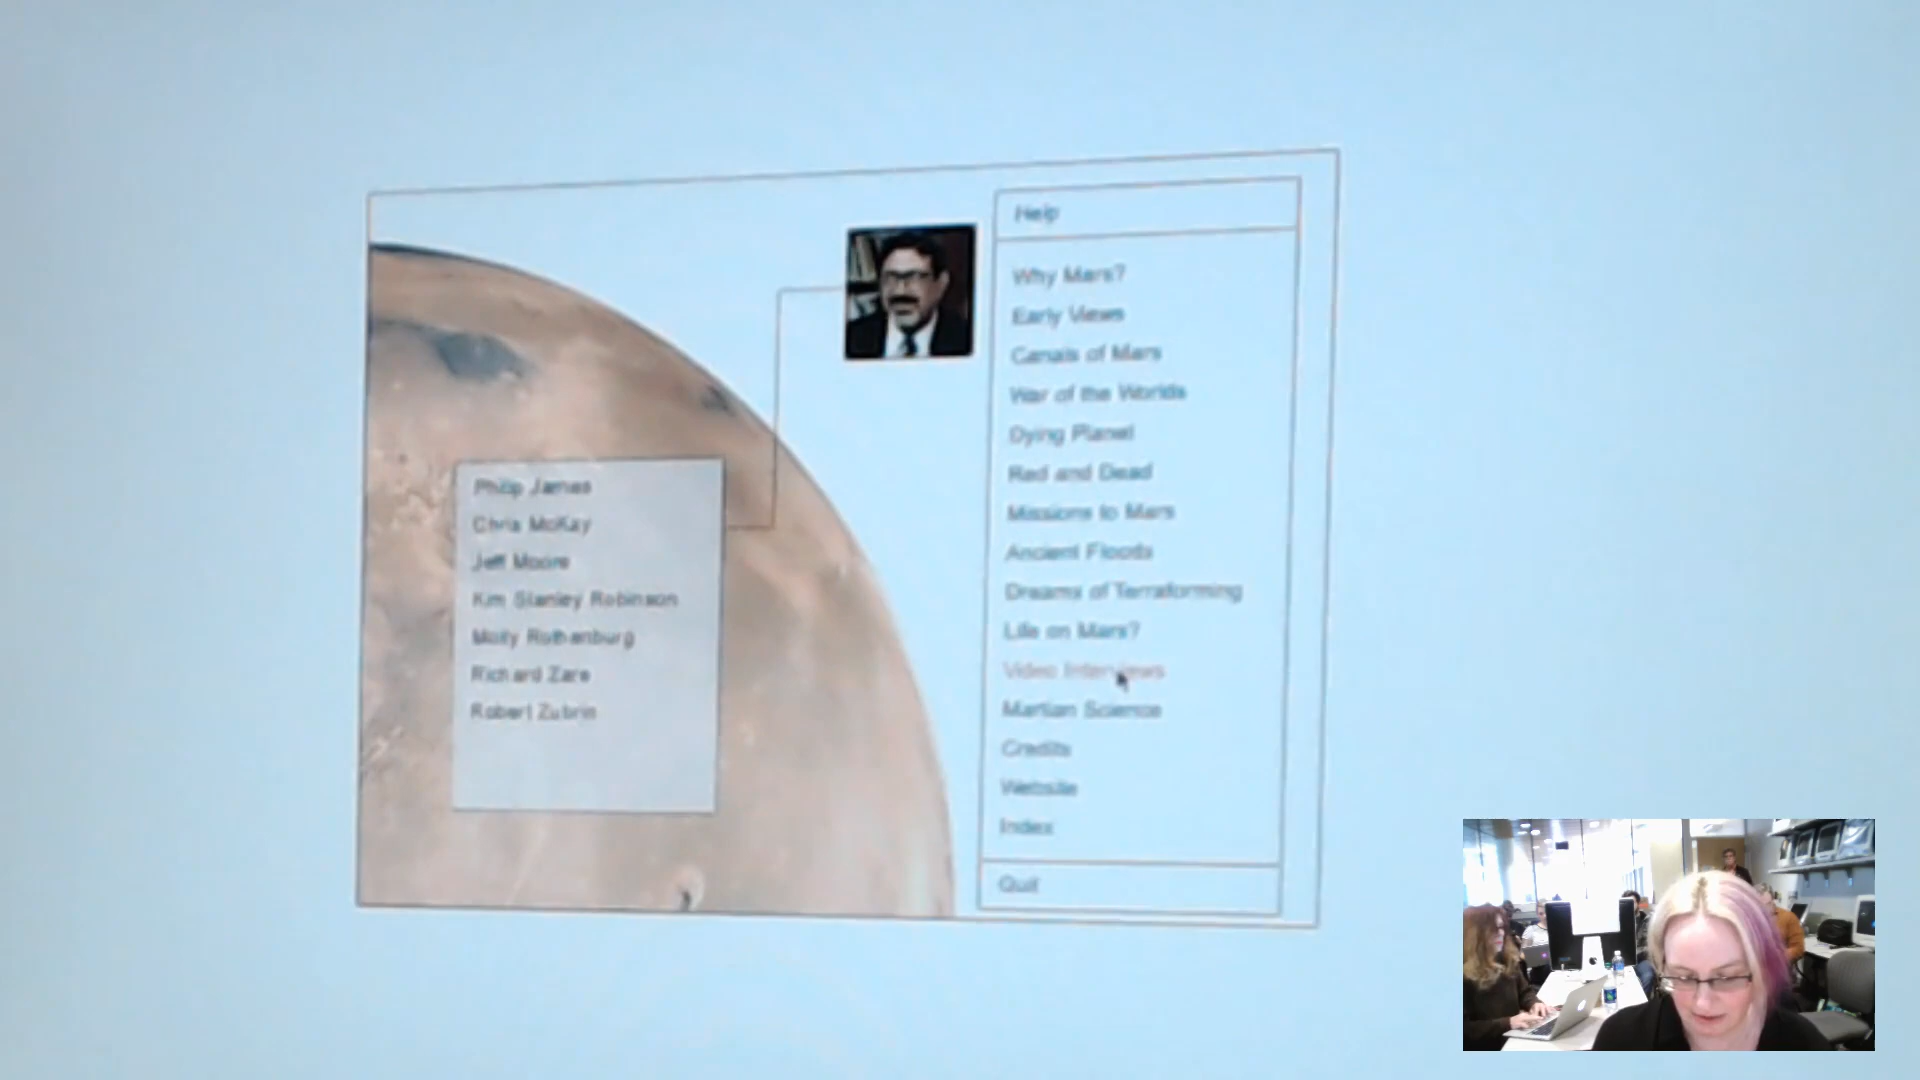 Help
Why Mars?
Early Views
Canals of Mars
War of the Worlds
Dying Planet
Red and Dead
Missions to Mars
Ancient Floods
Dreams of Terraforming
Life on Mars?
Video Interviews
Martian Science
Credits
Website
Index
Quit
Philip James
Chris McKay
Jeff Moore
Kim Stanley Robinson
Molly Rothenburg
Richard Zare
Robert Zubrin